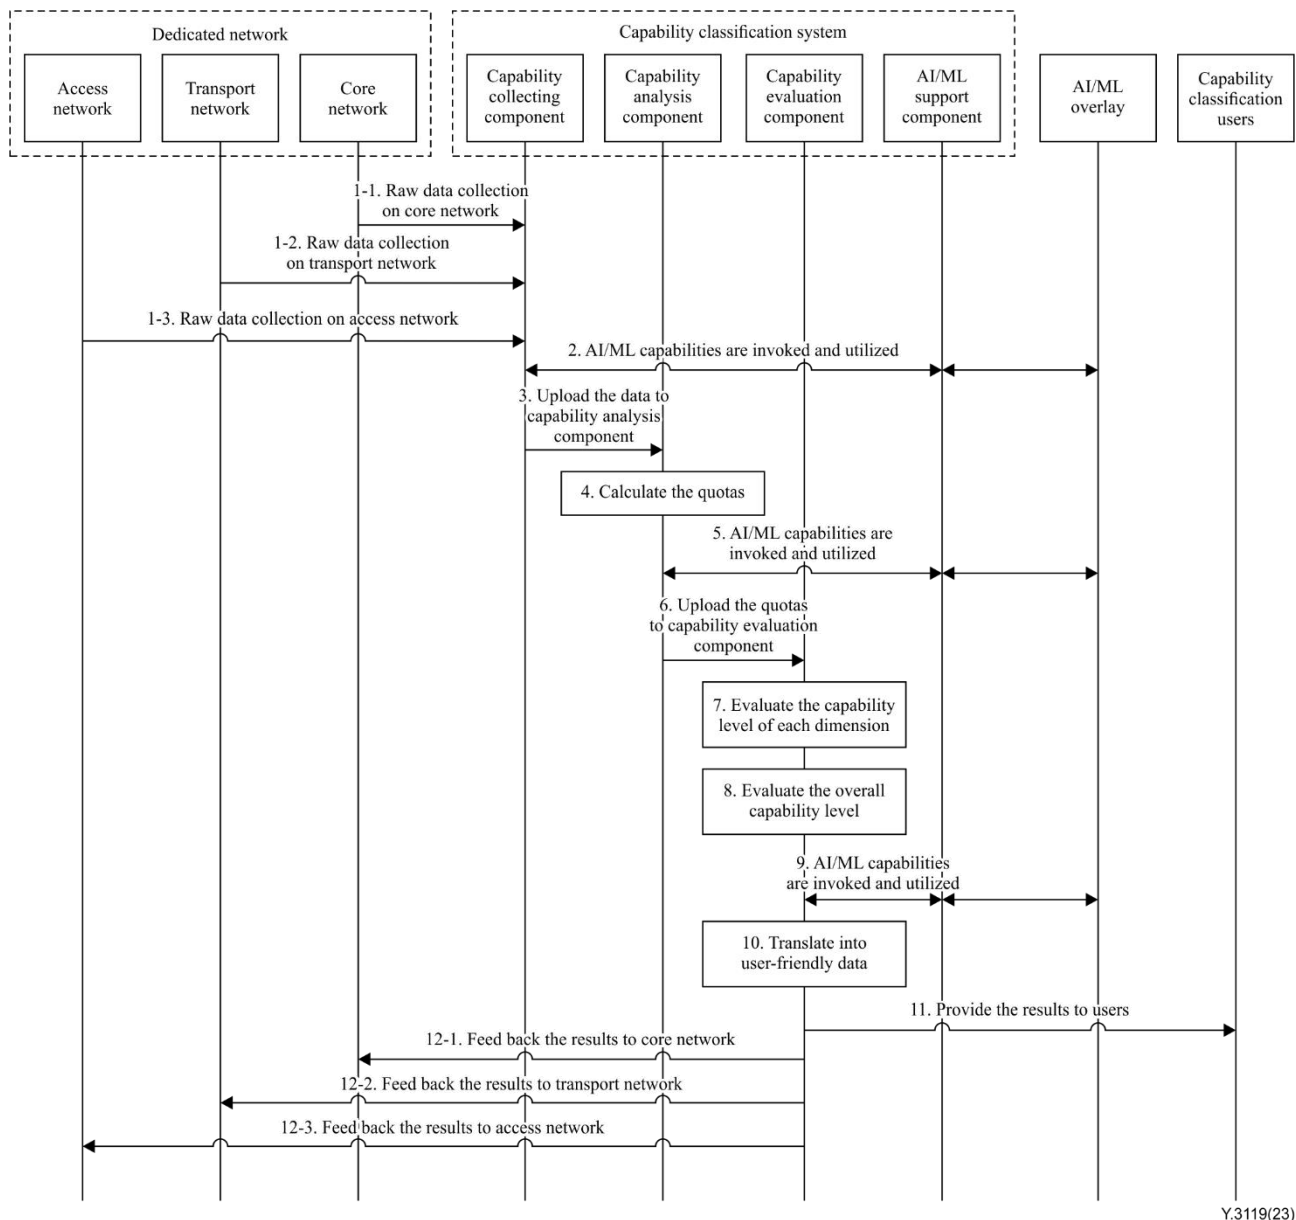 Dedicated network
Capability classification system
Access
network
Transport
network
Core
network
Capability
collecting
component
Capability
analysis
component
Capability
evaluation
component
AI/ML
support
component
AI/ML
overlay
Capability
classification
users
1-1. Raw data collection
on core network
1-2. Raw data collection
on transport network
1-3. Raw data collection on access network
2. AI/ML capabilities are invoked and utilized
3. Upload the data to
capability analysis
component
4. Calculate the quotas
5. AI/ML capabilities are
invoked and utilized
6. Upload the quotas
to capability evaluation
component
7. Evaluate the capability
level of each dimension
8. Evaluate the overall
capability level
9. AI/ML capabilities
are invoked and utilized
10. Translate into
user-friendly data
11. Provide the results to users
12-1. Feed back the results to core network
12-2. Feed back the results to transport network
12-3. Feed back the results to access network
Y.3119(23)